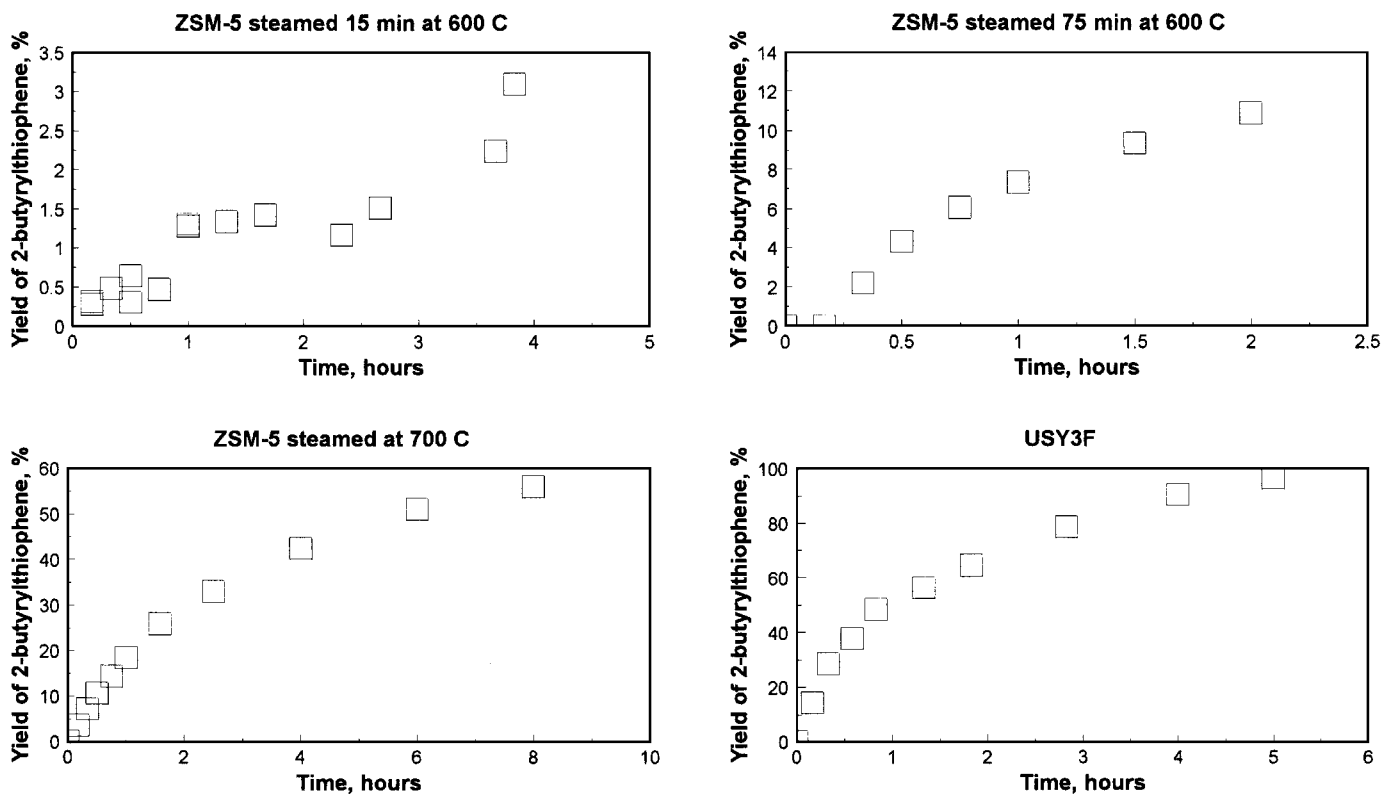 ZSM-5 steamed 15 min at 600 C
Yield of 2-butyrylthiophene, %
3.5
3
2.5
2
1.5
1
0.5
0
0 1 2 3 4 5
Time, hours
ZSM-5 steamed 75 min at 600 C
Yield of 2-butyrylthiophene, %
14
12
10
8
6
4
2
0
0 0.5 1 1.5 2 2.5
Time, hours
ZSM-5 steamed at 700 C
Yield of 2-butyrylthiophene, %
60
50
40
30
20
10
0
0 2 4 6 8 10
Time, hours
USY3F
Yield of 2-butyrylthiophene, %
100
80
60
40
20
0
0 1 2 3 4 5 6
Time, hours